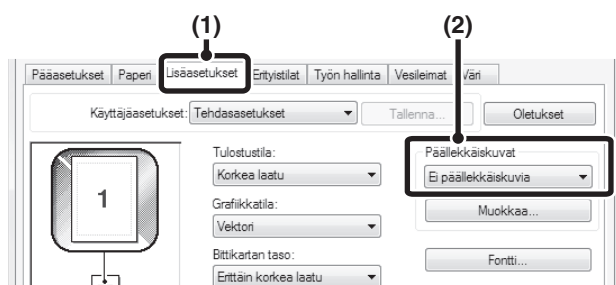 (1) (2)
Pääasetukset Paperi Lisäasetukset Erityistilat Työn hallinta Vesileimat Väri
Käyttäjäasetukset: Tehdasasetukset Tallenna... Oletukset
Tulostustila: Päällekkäiskuvat
1 Korkea laatu Ei päällekkäiskuvia
Grafiikkatila: Muokkaa...
Vektori
Bittikartan taso: Fontti...
Erittäin korkea laatu